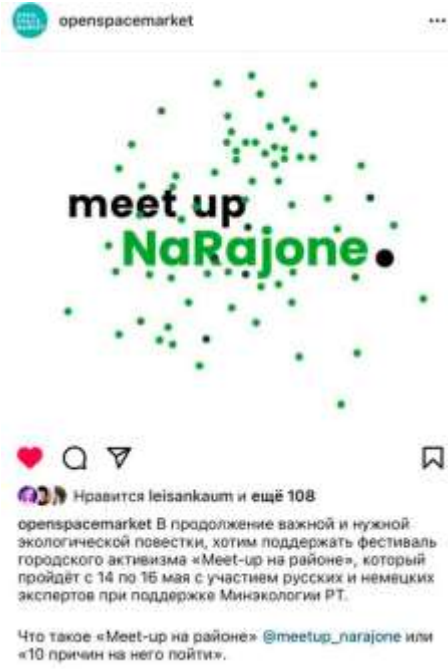 openspacemarket
meet up
NaRajone.
Нравится leisankaum и ещё 108
openspacemarket В продолжение важной и нужной
экологической повестки, хотим поддержать фестиваль
городского активизма «Meet-up на районе», который
пройдёт с 14 по 16 мая с участием русских и немецких
экспертов при поддержке Минэкологии РТ.
Что такое «Meet-up на районе» @meetup_narajone или
«10 причин на него пойти».